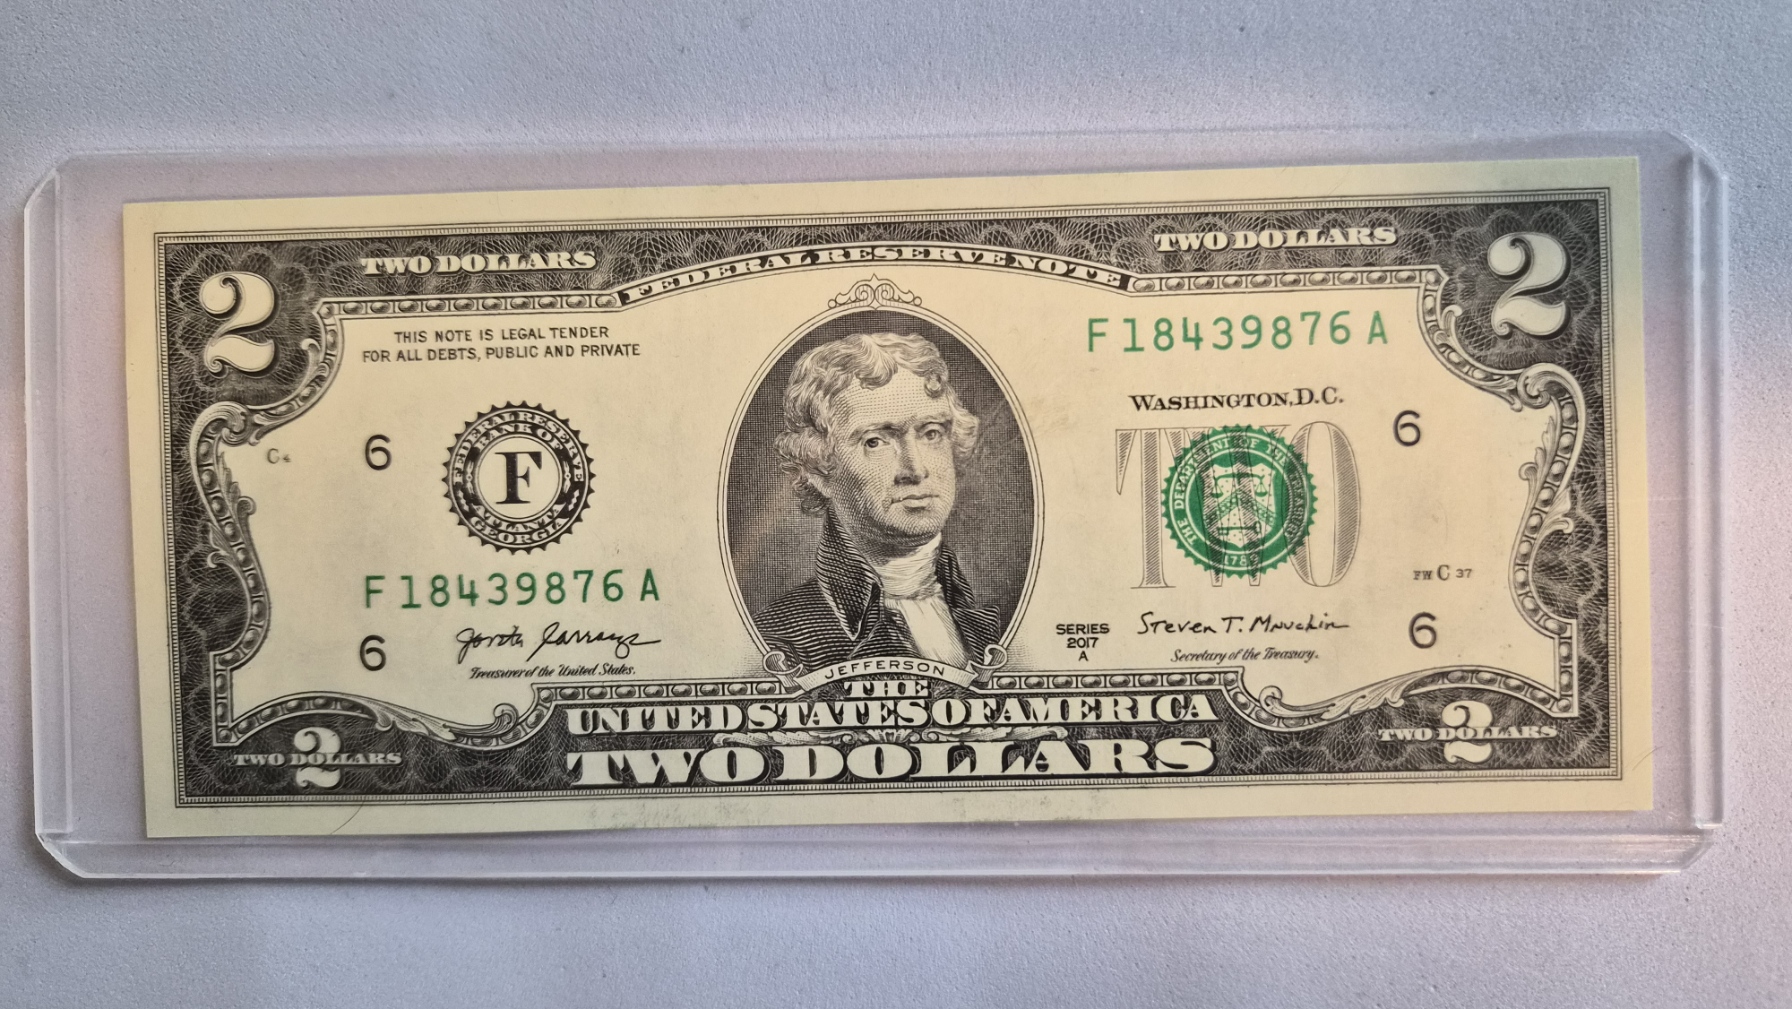 TWO DOLLARS
TWO DOLLARS
2
FEDERAL RESERVE NOTE
2
THIS NOTE IS LEGAL TENDER
FOR ALL DEBTS, PUBLIC AND PRIVATE
F 18439876 A
WASHINGTON, D.C.
6
FEDERAL RESERVE
BANK OF
F
ATLANTA
GEORGIA
TWO
THE DEPARTMENT OF THE TREASURY
6
F 18439876 A
FW C 37
6
Treasurer of the United States.
SERIES
2017
A
Steven T. Mnuchin
Secretary of the Treasury.
6
JEFFERSON
THE
UNITED STATES OF AMERICA
TWO DOLLARS
TWO 2 DOLLARS
TWO 2 DOLLARS